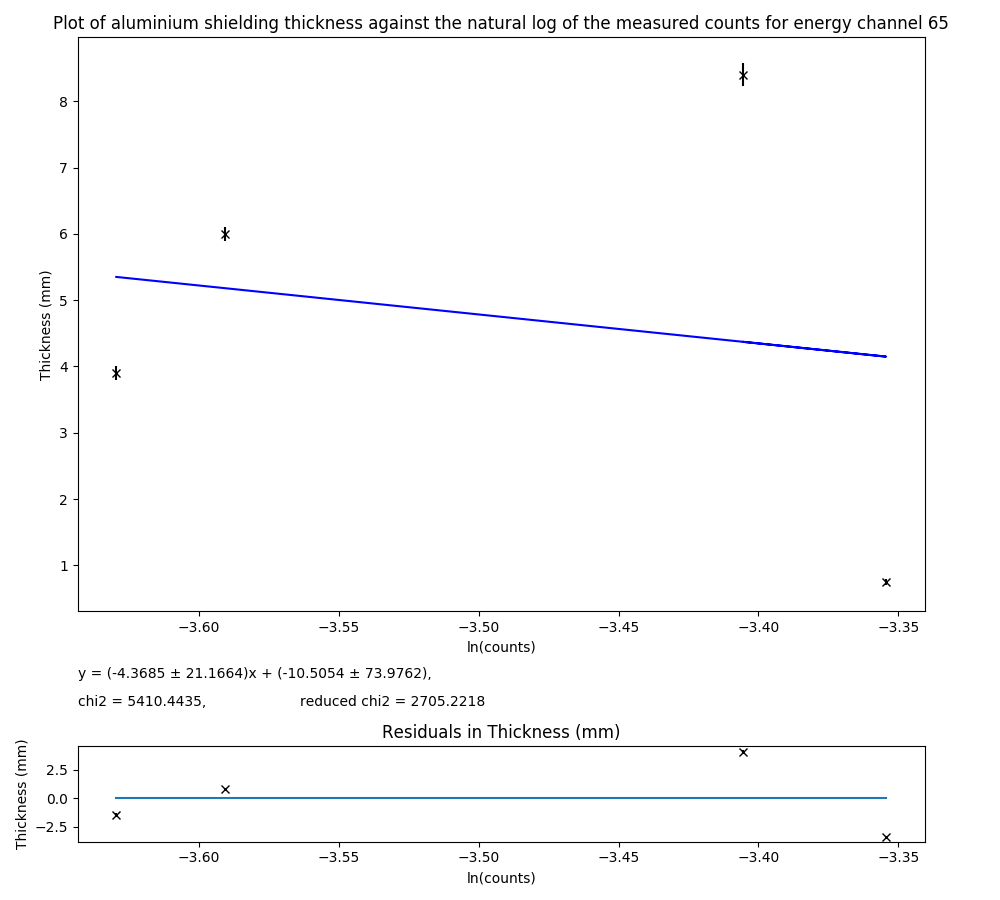 Plot of aluminium shielding thickness against the natural log of the measured counts for energy channel 65
8
7
6
5
4
3
2
1
Thickness (mm)
−3.60 −3.55 −3.50 −3.45 −3.40 −3.35
ln(counts)
y = (-4.3685 ± 21.1664)x + (-10.5054 ± 73.9762),
chi2 = 5410.4435, reduced chi2 = 2705.2218
Residuals in Thickness (mm)
2.5
0.0
−2.5
Thickness (mm)
−3.60 −3.55 −3.50 −3.45 −3.40 −3.35
ln(counts)